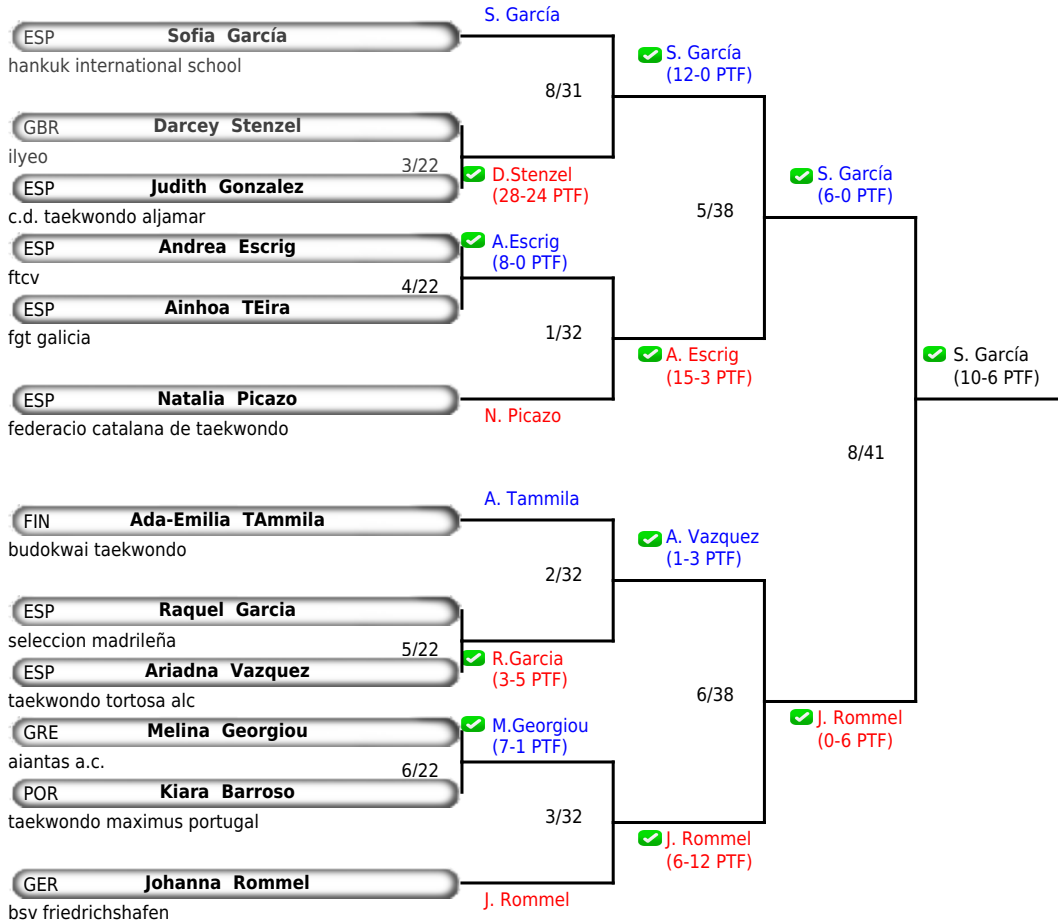 S. García
ESP Sofia García
hankuk international school
✅ S. García
(12-0 PTF)
8/31
GBR Darcey Stenzel
ilyeo
3/22
✅ D.Stenzel
(28-24 PTF)
ESP Judith Gonzalez
c.d. taekwondo aljamar
✅ S. García
(6-0 PTF)
5/38
ESP Andrea Escrig
ftcv
✅ A.Escrig
(8-0 PTF)
4/22
ESP Ainhoa TEira
fgt galicia
1/32
✅ A. Escrig
(15-3 PTF)
✅ S. García
(10-6 PTF)
ESP Natalia Picazo
federacio catalana de taekwondo
N. Picazo
8/41
A. Tammila
FIN Ada-Emilia TAmmila
budokwai taekwondo
✅ A. Vazquez
(1-3 PTF)
2/32
ESP Raquel Garcia
seleccion madrileña
5/22
✅ R.Garcia
(3-5 PTF)
ESP Ariadna Vazquez
taekwondo tortosa alc
6/38
✅ J. Rommel
(0-6 PTF)
GRE Melina Georgiou
aiantas a.c.
✅ M.Georgiou
(7-1 PTF)
6/22
POR Kiara Barroso
taekwondo maximus portugal
3/32
✅ J. Rommel
(6-12 PTF)
GER Johanna Rommel
bsv friedrichshafen
J. Rommel